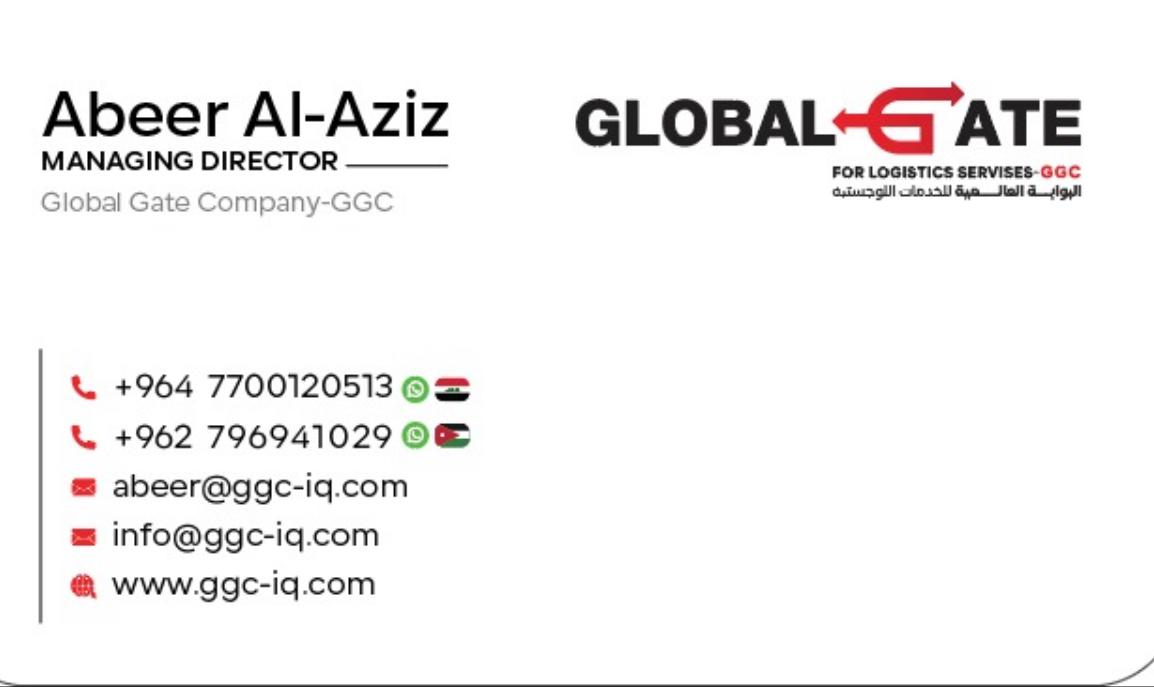 Abeer Al-Aziz
MANAGING DIRECTOR
Global Gate Company-GGC
GLOBAL GATE
FOR LOGISTICS SERVISES-GGC
البوابة العالمية للخدمات اللوجستية
+964 7700120513
+962 796941029
abeer@ggc-iq.com
info@ggc-iq.com
www.ggc-iq.com